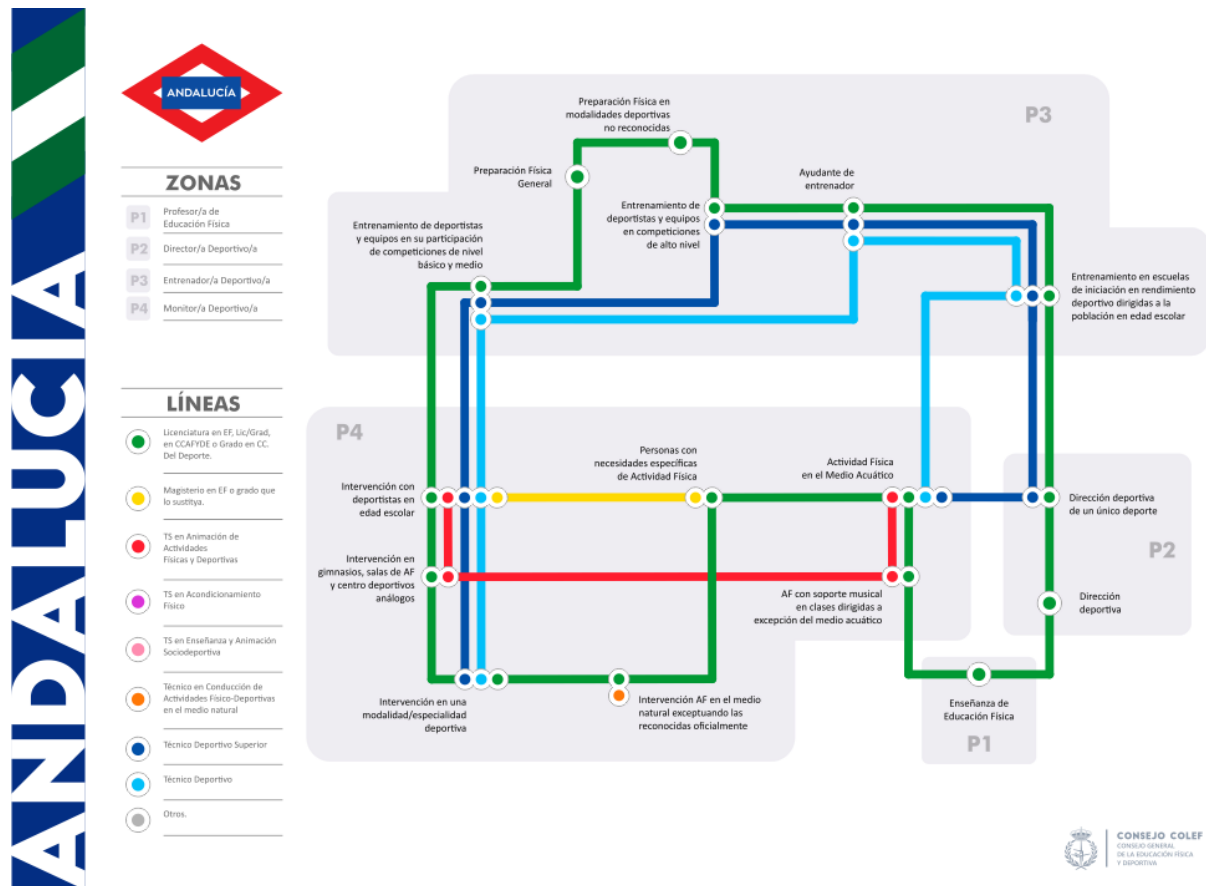 ANDALUCIA
ANDALUCÍA
ZONAS
P1
Profesor/a de
Educación Física
P2
Director/a Deportivo/a
P3
Entrenador/a Deportivo/a
P4
Monitor/a Deportivo/a
LÍNEAS
Licenciatura en EF, Lic/Grad,
en CCAFYDE o Grado en CC.
Del Deporte.
Magisterio en EF o grado que
lo sustitya.
TS en Animación de
Actividades
Físicas y Deportivas
TS en Acondicionamiento
Físico
TS en Enseñanza y Animación
Sociodeportiva
Técnico en Conducción de
Actividades Físico-Deportivas
en el medio natural
Técnico Deportivo Superior
Técnico Deportivo
Otros.
P3
Preparación Física en
modalidades deportivas
no reconocidas
Preparación Física
General
Ayudante de
entrenador
Entrenamiento de
deportistas y equipos
en competiciones
de alto nivel
Entrenamiento de deportistas
y equipos en su participación
de competiciones de nivel
básico y medio
Entrenamiento en escuelas
de iniciación en rendimiento
deportivo dirigidas a la
población en edad escolar
P4
Personas con
necesidades específicas
de Actividad Física
Actividad Física
en el Medio Acuático
Intervención con
deportistas en
edad escolar
Dirección deportiva
de un único deporte
P2
Intervención en
gimnasios, salas de AF
y centro deportivos
análogos
AF con soporte musical
en clases dirigidas a
excepción del medio acuático
Dirección
deportiva
Intervención en una
modalidad/especialidad
deportiva
Intervención AF en el medio
natural exceptuando las
reconocidas oficialmente
Enseñanza de
Educación Física
P1
CONSEJO COLEF
CONSEJO GENERAL
DE LA EDUCACIÓN FÍSICA
Y DEPORTIVA